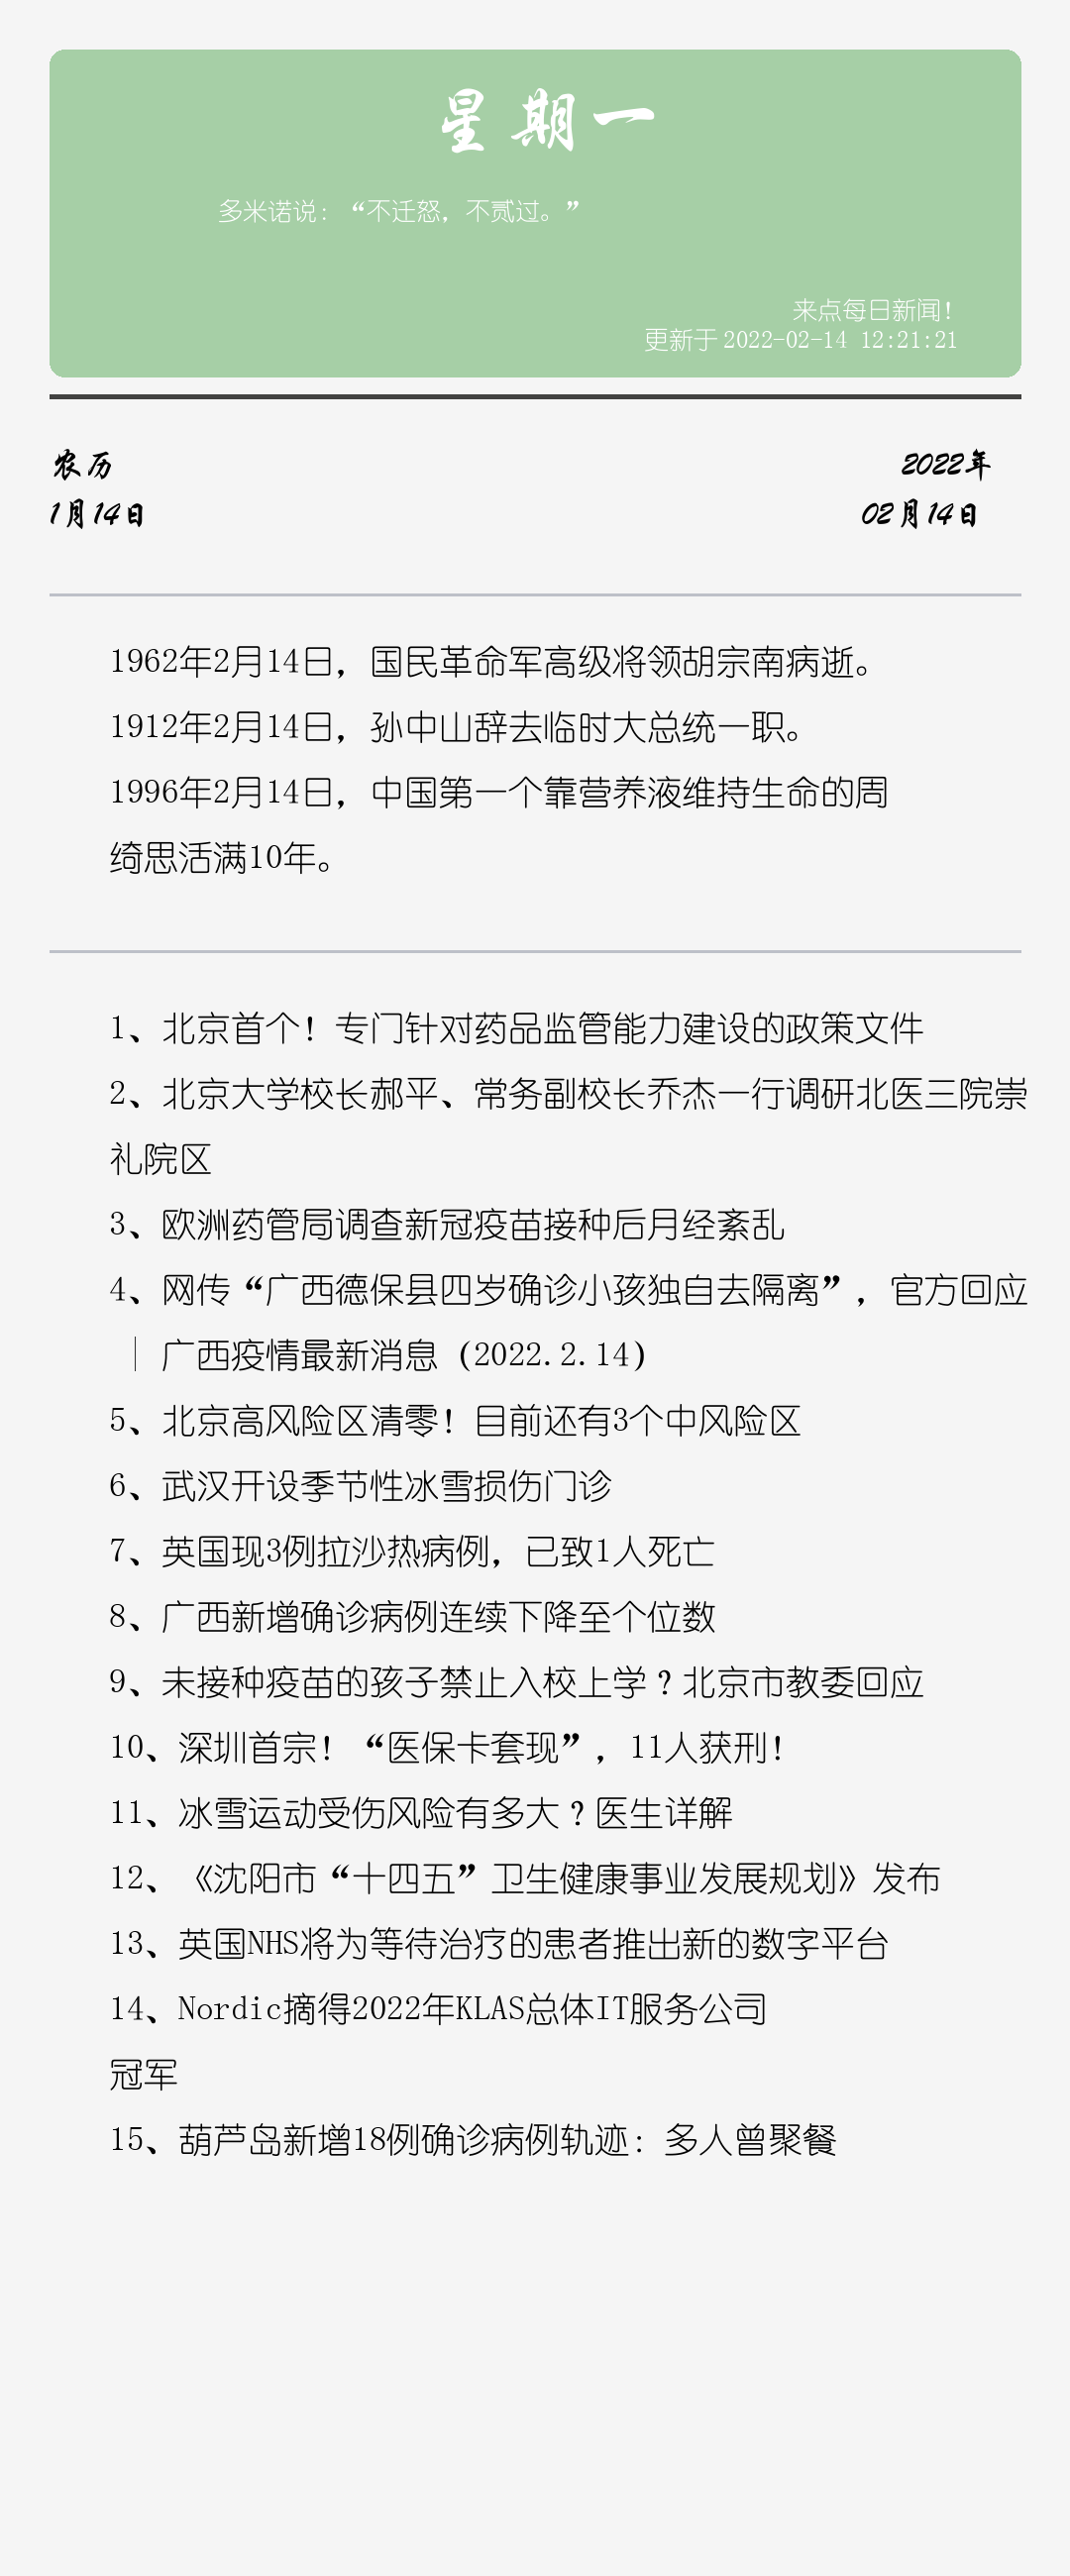 星期一
多米诺说：“不迁怒，不贰过。”
来点每日新闻！
更新于 2022-02-14 12:21:21
农历
2022年
1月14日
02月14日
1962年2月14日，国民革命军高级将领胡宗南病逝。
1912年2月14日，孙中山辞去临时大总统一职。
1996年2月14日，中国第一个靠营养液维持生命的周
绮思活满10年。
1、北京首个！专门针对药品监管能力建设的政策文件
2、北京大学校长郝平、常务副校长乔杰一行调研北医三院崇
礼院区
3、欧洲药管局调查新冠疫苗接种后月经紊乱
4、网传“广西德保县四岁确诊小孩独自去隔离”，官方回应
｜广西疫情最新消息（2022.2.14）
5、北京高风险区清零！目前还有3个中风险区
6、武汉开设季节性冰雪损伤门诊
7、英国现3例拉沙热病例，已致1人死亡
8、广西新增确诊病例连续下降至个位数
9、未接种疫苗的孩子禁止入校上学？北京市教委回应
10、深圳首宗！“医保卡套现”，11人获刑！
11、冰雪运动受伤风险有多大？医生详解
12、《沈阳市“十四五”卫生健康事业发展规划》发布
13、英国NHS将为等待治疗的患者推出新的数字平台
14、Nordic摘得2022年KLAS总体IT服务公司
冠军
15、葫芦岛新增18例确诊病例轨迹：多人曾聚餐